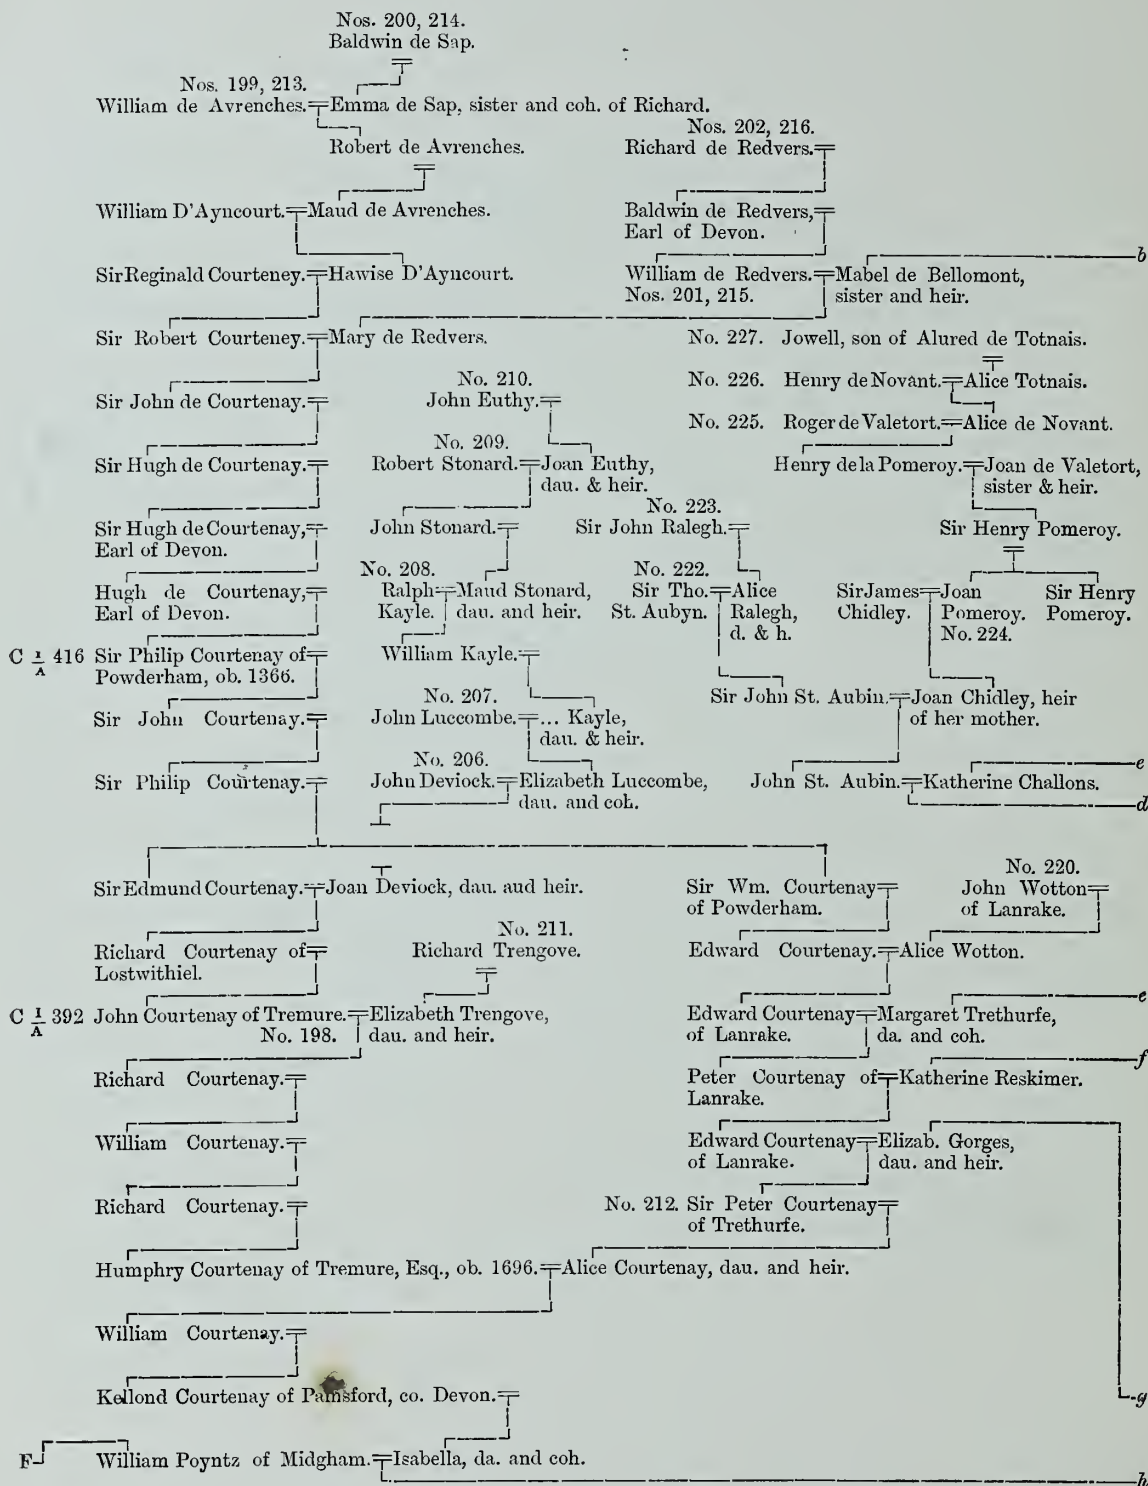 Nos. 200, 214.
Baldwin de Sap.
Nos. 199, 213.
William de Avrenches. Emma de Sap, sister and coh. of Richard.
Robert de Avrenches.
Nos. 202, 216.
Richard de Redvers.
William D'Ayncourt. Maud de Avrenches.
Baldwin de Redvers,
Earl of Devon.
b
Sir Reginald Courteney. Hawise D'Ayncourt.
William de Redvers. Mabel de Bellomont,
Nos. 201, 215. sister and heir.
Sir Robert Courteney. Mary de Redvers.
No. 227. Jowell, son of Alured de Totnais.
No. 210.
No. 226. Henry de Novant. Alice Totnais.
Sir John de Courtenay.
John Euthy.
No. 225. Roger de Valetort. Alice de Novant.
No. 209.
Sir Hugh de Courtenay.
Robert Stonard. Joan Euthy,
dau. & heir.
Henry de la Pomeroy. Joan de Valetort,
sister & heir.
No. 223.
Sir Hugh de Courtenay,
Earl of Devon.
John Stonard.
Sir John Ralegh.
Sir Henry Pomeroy.
No. 208.
No. 222.
Hugh de Courtenay,
Earl of Devon.
Ralph Maud Stonard,
Kayle. dau. and heir.
Sir Tho. Alice
St. Aubyn. Ralegh,
d. & h.
Sir James Joan Sir Henry
Chidley. Pomeroy. Pomeroy.
No. 224.
C 1/A 416 Sir Philip Courtenay of
Powderham, ob. 1366.
William Kayle.
No. 207.
Sir John St. Aubin. Joan Chidley, heir
of her mother.
Sir John Courtenay.
John Luccombe. ... Kayle,
dau. & heir.
No. 206.
e
Sir Philip Courtenay.
John Deviock. Elizabeth Luccombe,
dau. and coh.
John St. Aubin. Katherine Challons.
d
Sir Edmund Courtenay. Joan Deviock, dau. aud heir.
Sir Wm. Courtenay
of Powderham.
No. 220.
John Wotton
of Lanrake.
No. 211.
Richard Courtenay of
Lostwithiel.
Richard Trengove.
Edward Courtenay. Alice Wotton.
e
C 1/A 392 John Courtenay of Tremure. Elizabeth Trengove,
No. 198. dau. and heir.
Edward Courtenay Margaret Trethurfe,
of Lanrake. da. and coh.
f
Richard Courtenay.
Peter Courtenay of Katherine Reskimer.
Lanrake.
William Courtenay.
Edward Courtenay Elizab. Gorges,
of Lanrake. dau. and heir.
Richard Courtenay.
No. 212. Sir Peter Courtenay
of Trethurfe.
Humphry Courtenay of Tremure, Esq., ob. 1696. Alice Courtenay, dau. and heir.
William Courtenay.
Kellond Courtenay of Painsford, co. Devon.
g
F William Poyntz of Midgham. Isabella, da. and coh.
h